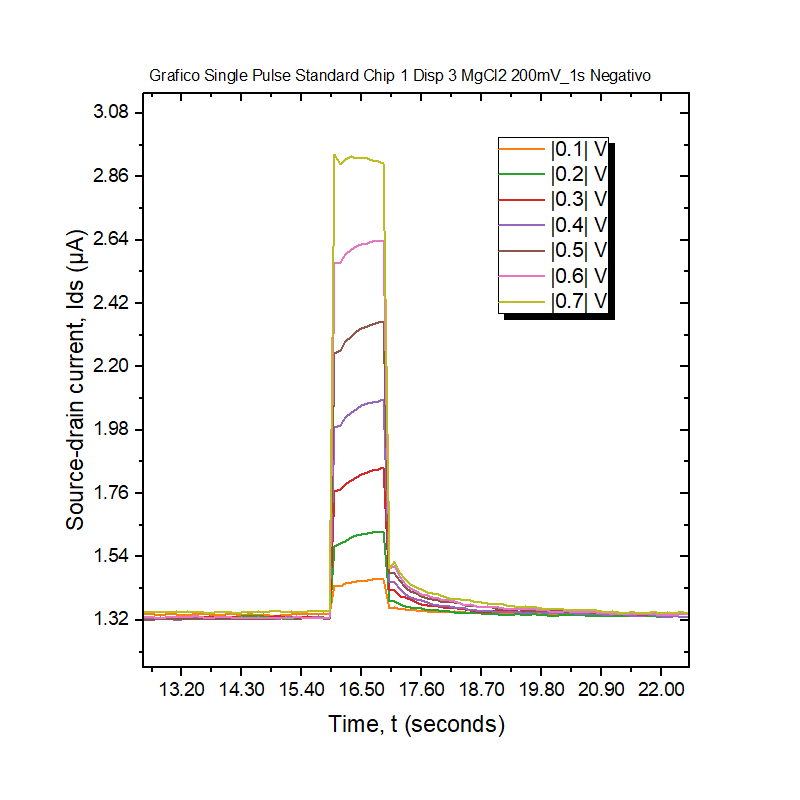 Grafico Single Pulse Standard Chip 1 Disp 3 MgCl2 200mV_1s Negativo
3.08
2.86
2.64
2.42
2.20
1.98
1.76
1.54
1.32
Source-drain current, Ids (μA)
|0.1| V
|0.2| V
|0.3| V
|0.4| V
|0.5| V
|0.6| V
|0.7| V
13.20 14.30 15.40 16.50 17.60 18.70 19.80 20.90 22.00
Time, t (seconds)